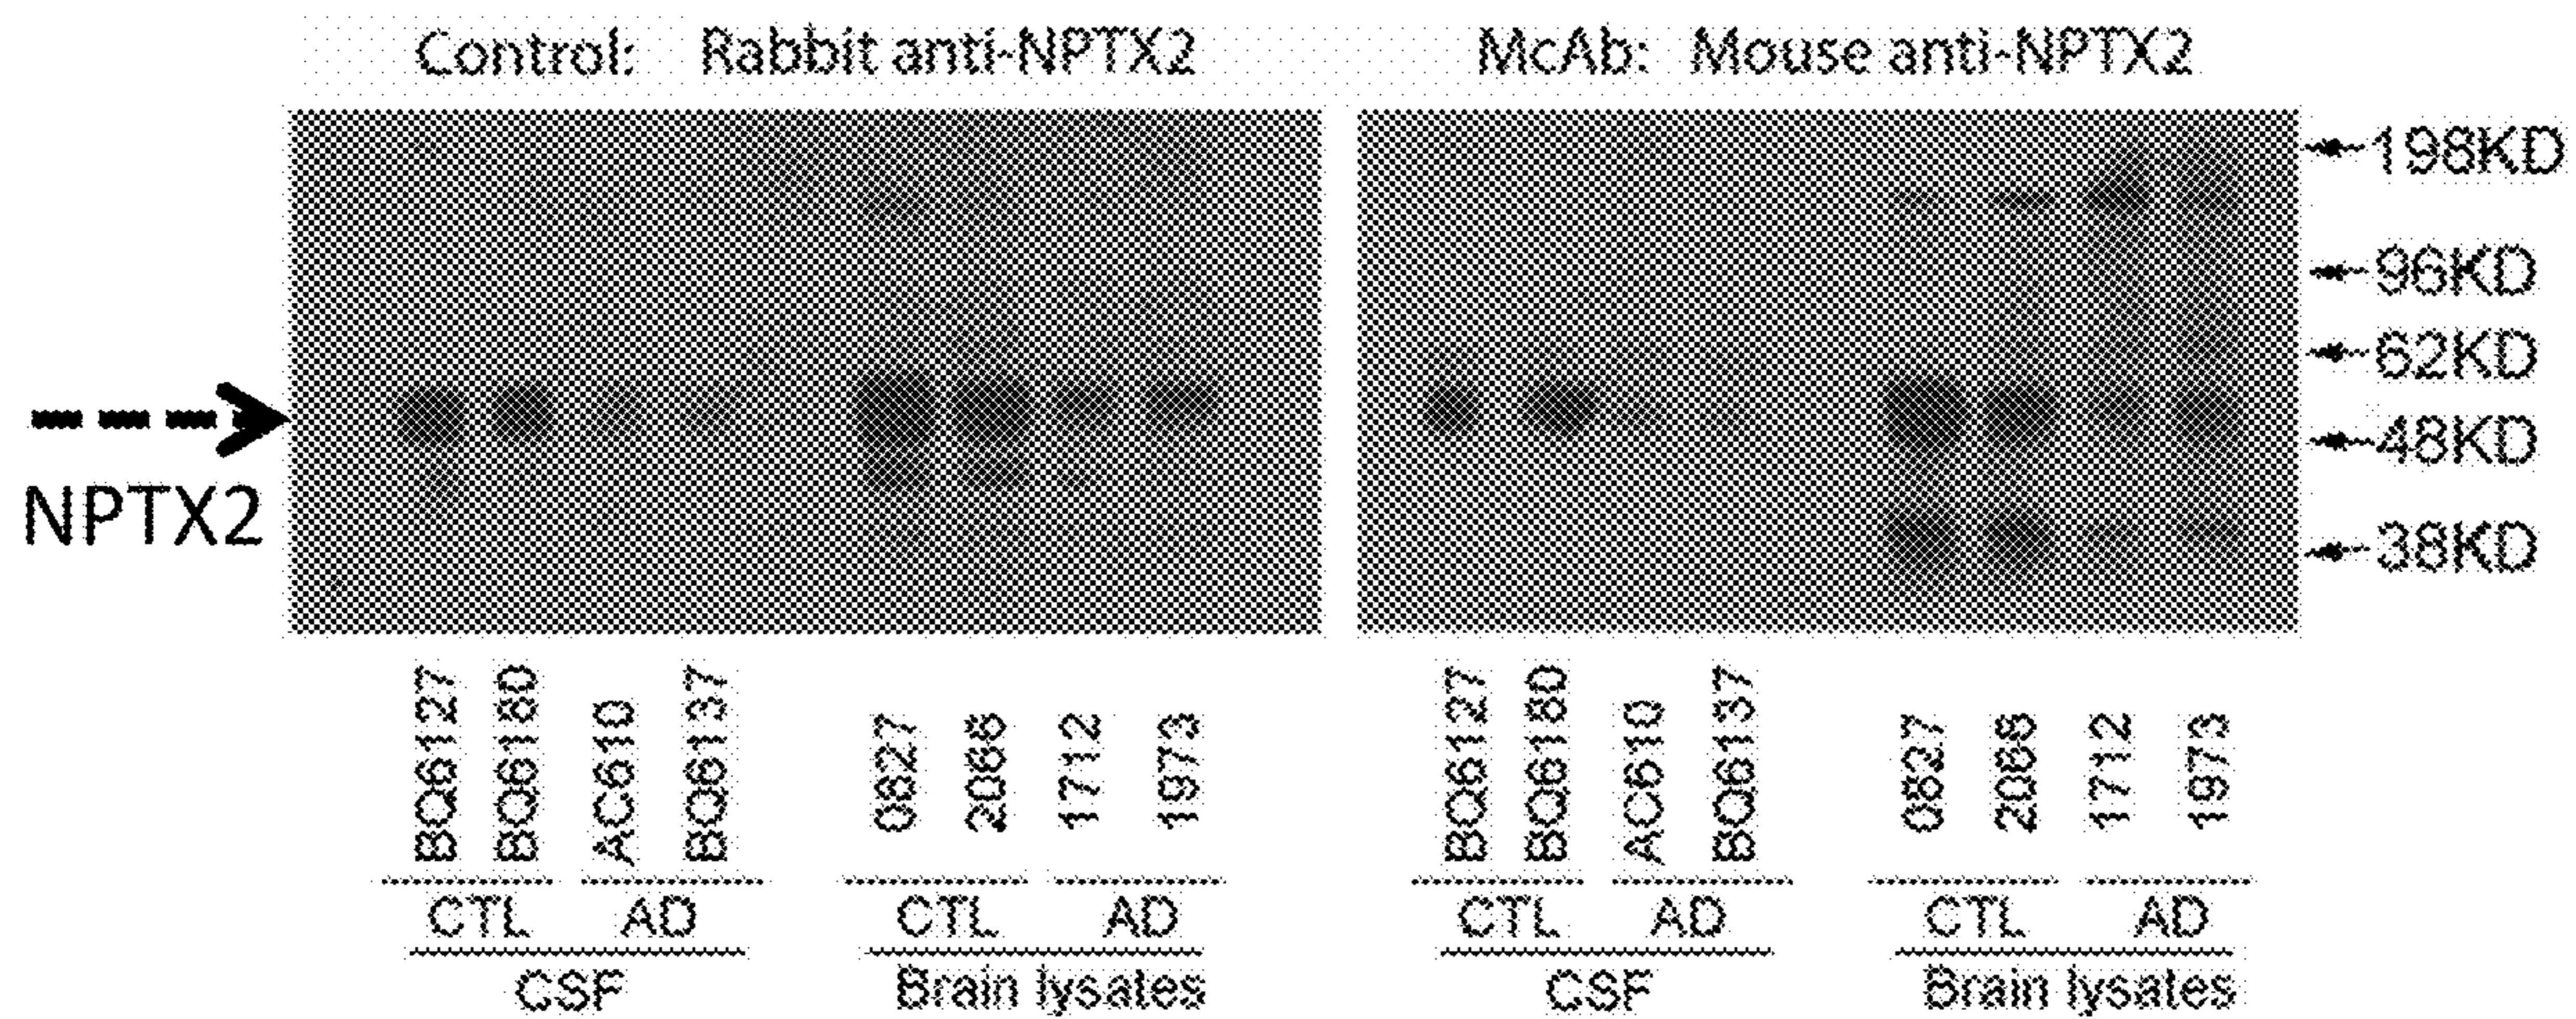 Control: Rabbit anti-NPTX2 McAb: Mouse anti-NPTX2
198KD
96KD
62KD
48KD
38KD
NPTX2
BQ6127 BQ6180 AC610 BQ6137 0827 2088 1712 1973 BQ6127 BQ6180 AC610 BQ6137 0827 2088 1712 1973
CTL AD CTL AD CTL AD CTL AD
CSF Brain lysates CSF Brain lysates